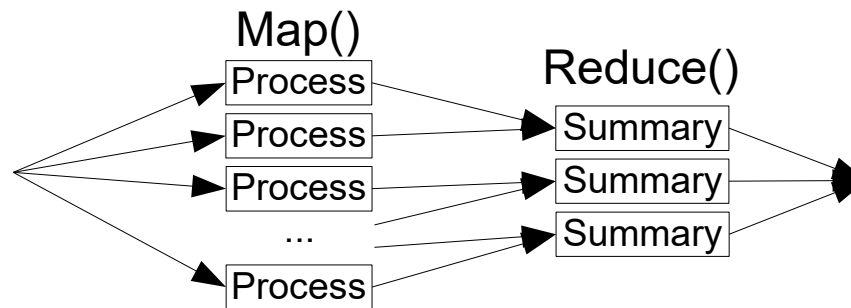 Map()
Process
Process
Process
...
Process
Reduce()
Summary
Summary
Summary